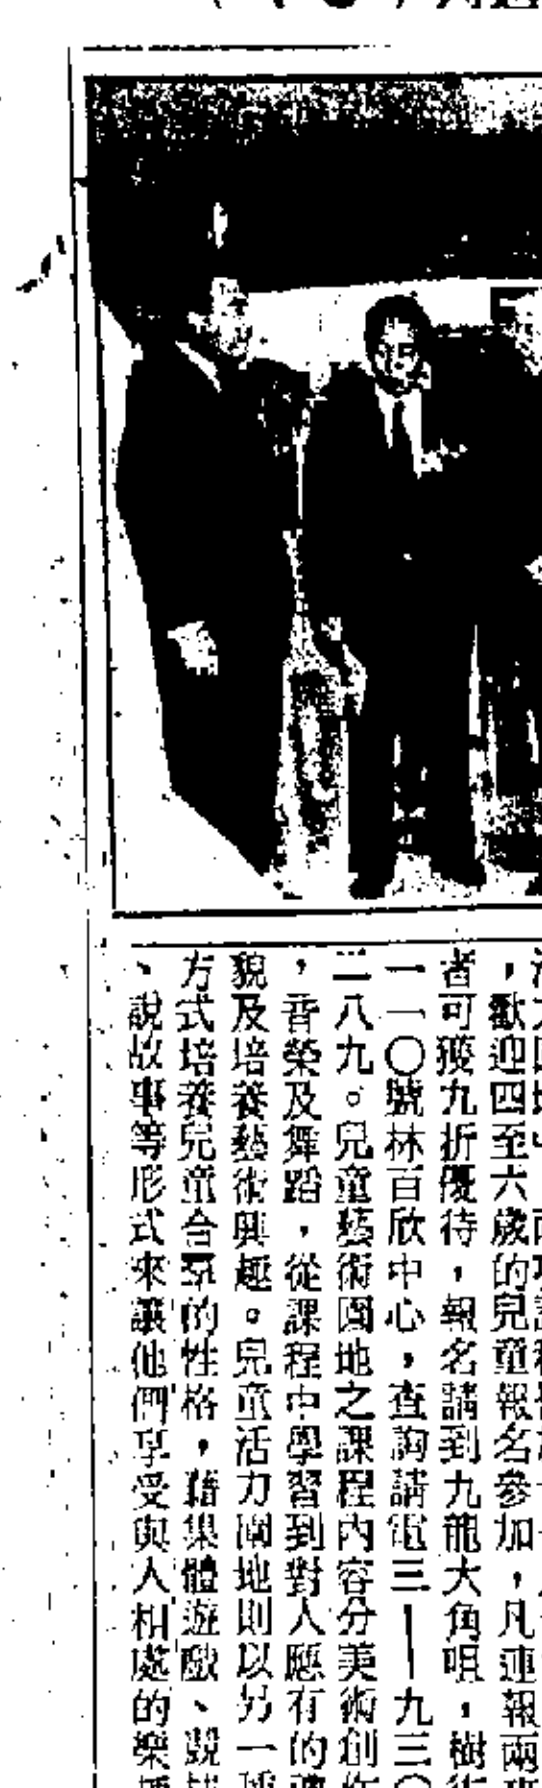 ，歡迎四至六歲的兒童報名參加，凡連報兩
者可獲九折優待，報名請到九龍大角咀，樹
一一〇號林百欣中心，查詢請電三｜九三〇
二八九。兒童藝術園地之課程內容分美術創作
，音樂及舞蹈，從課程中學習到對人應有的禮
貌及培養藝術興趣。兒童活力園地則以另一種
方式培養兒童合羣的性格，藉集體遊戲、競技
、說故事等形式來讓他們享受與人相處的樂